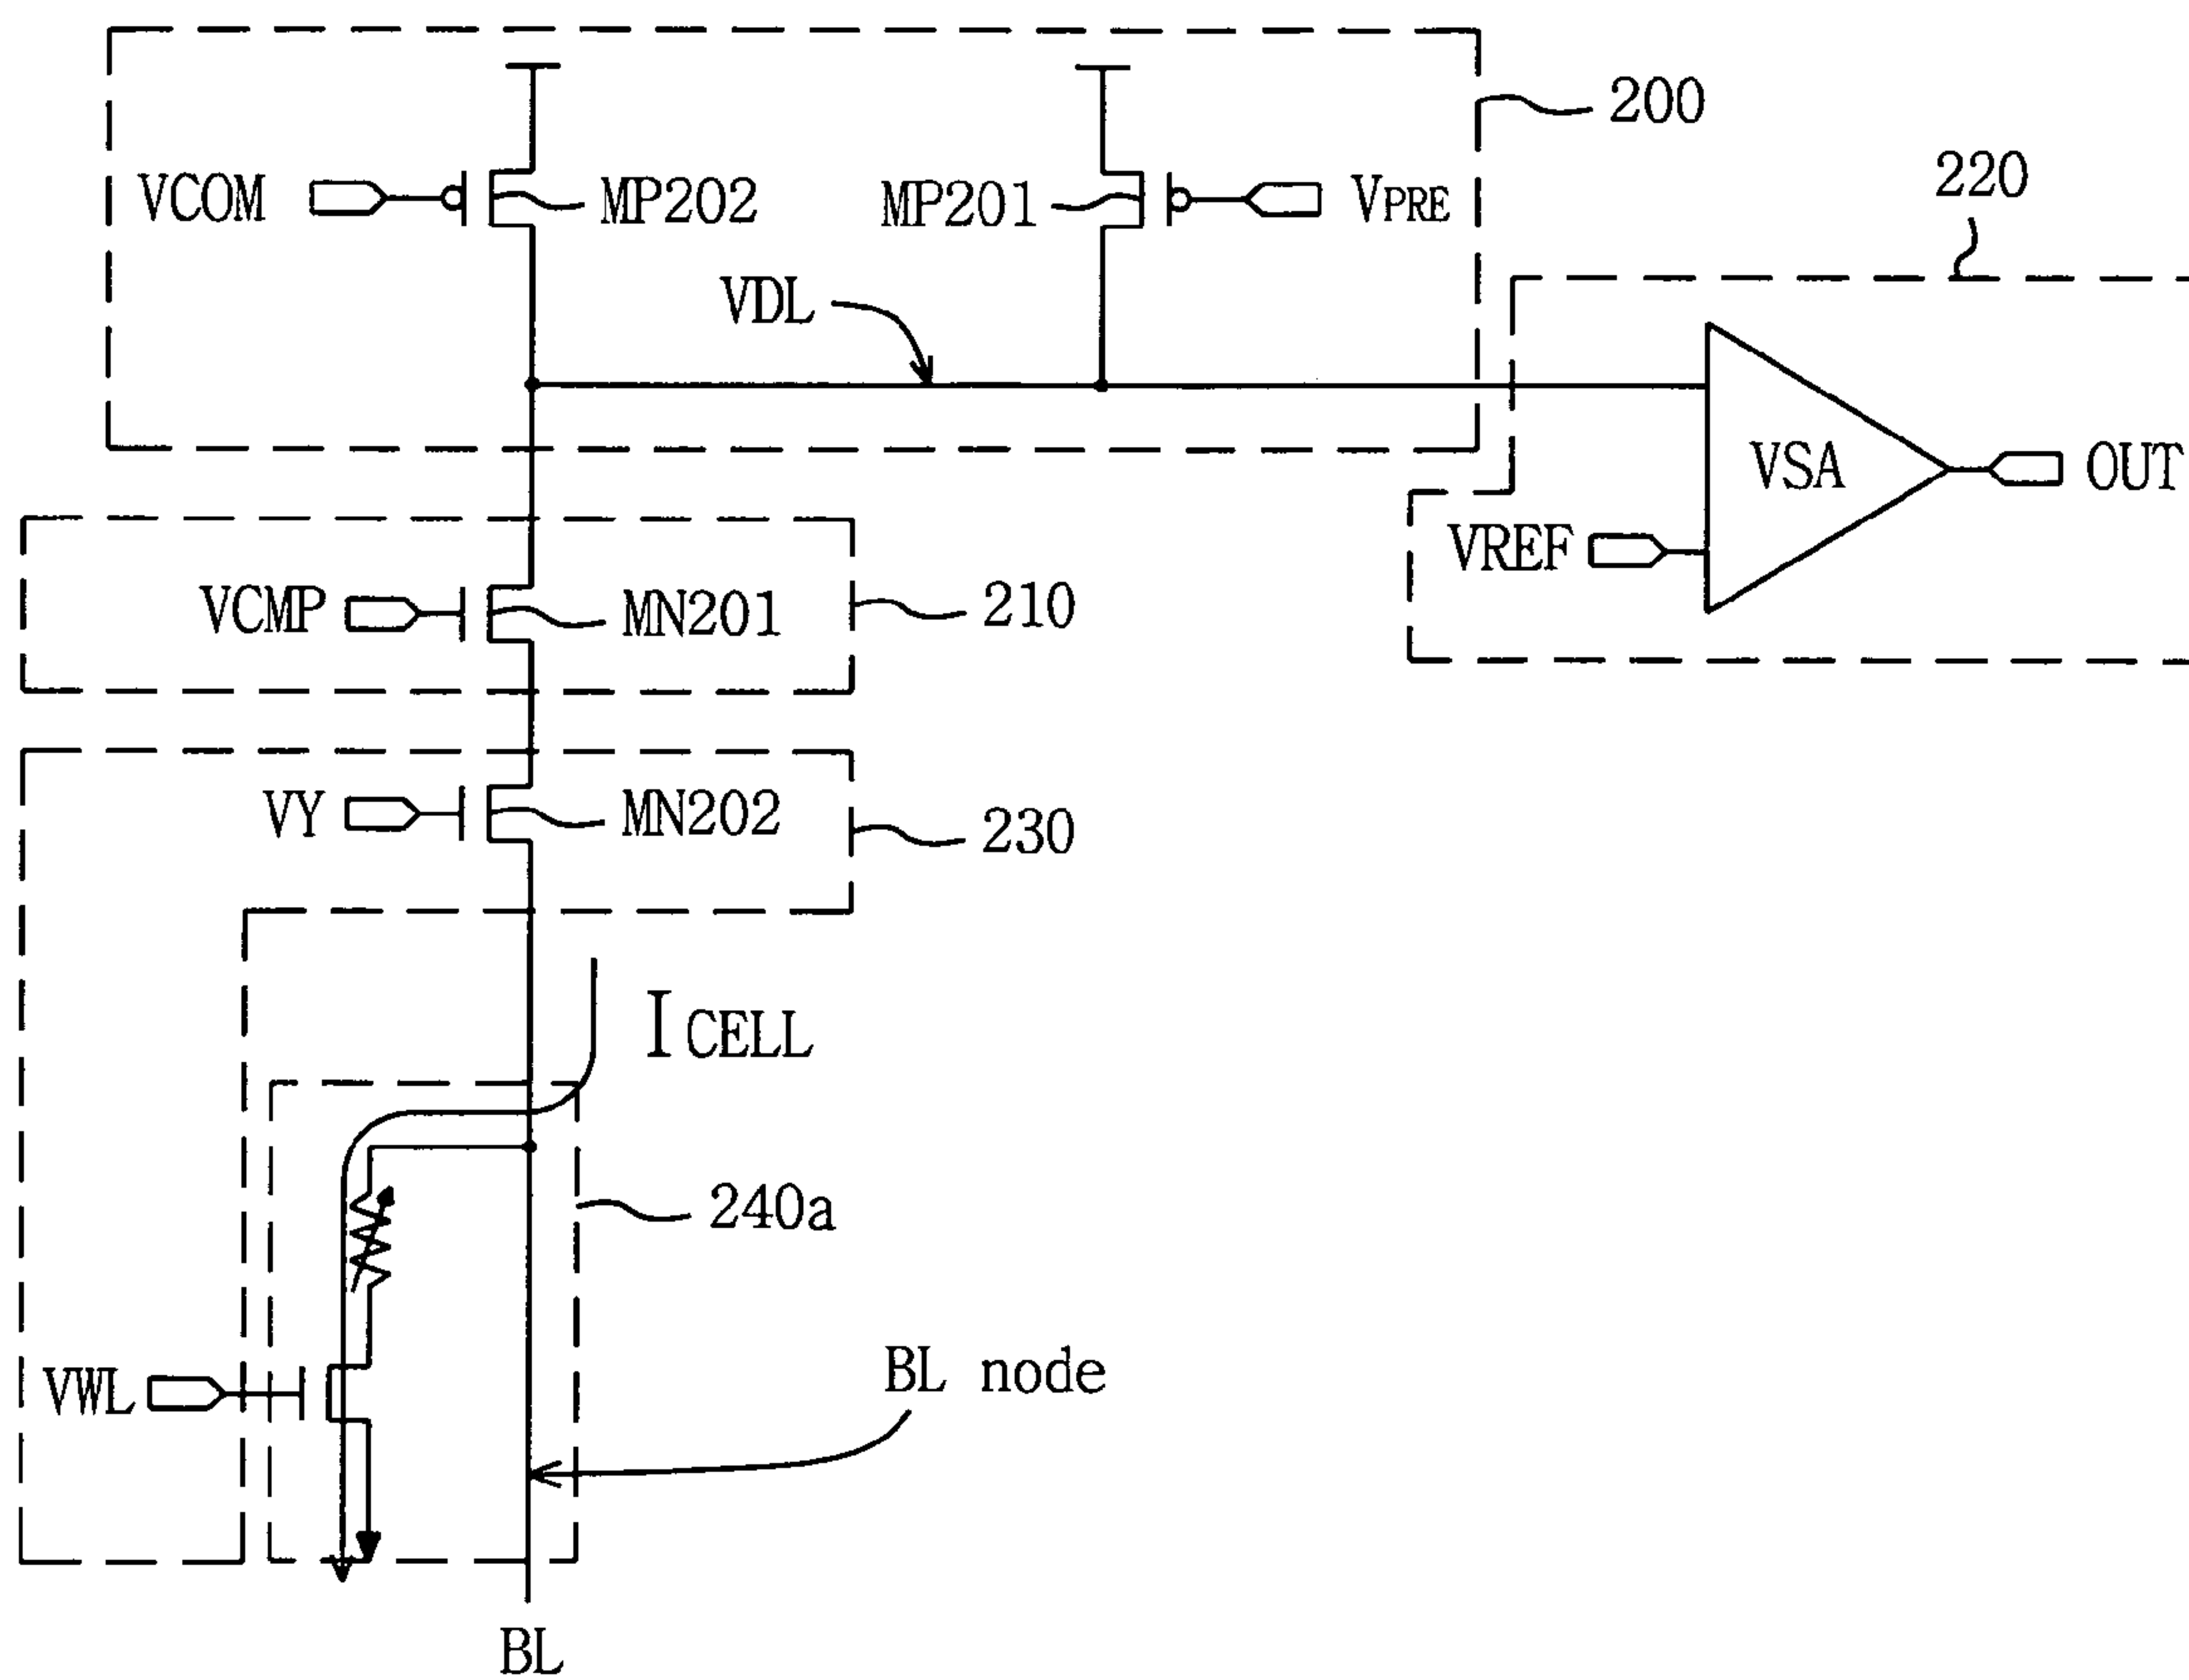 200
VCOM
MP202
MP201
VPRE
220
VDL
VSA
OUT
VREF
VCMP
MN201
210
VY
MN202
230
ICELL
240a
VWL
BL node
BL